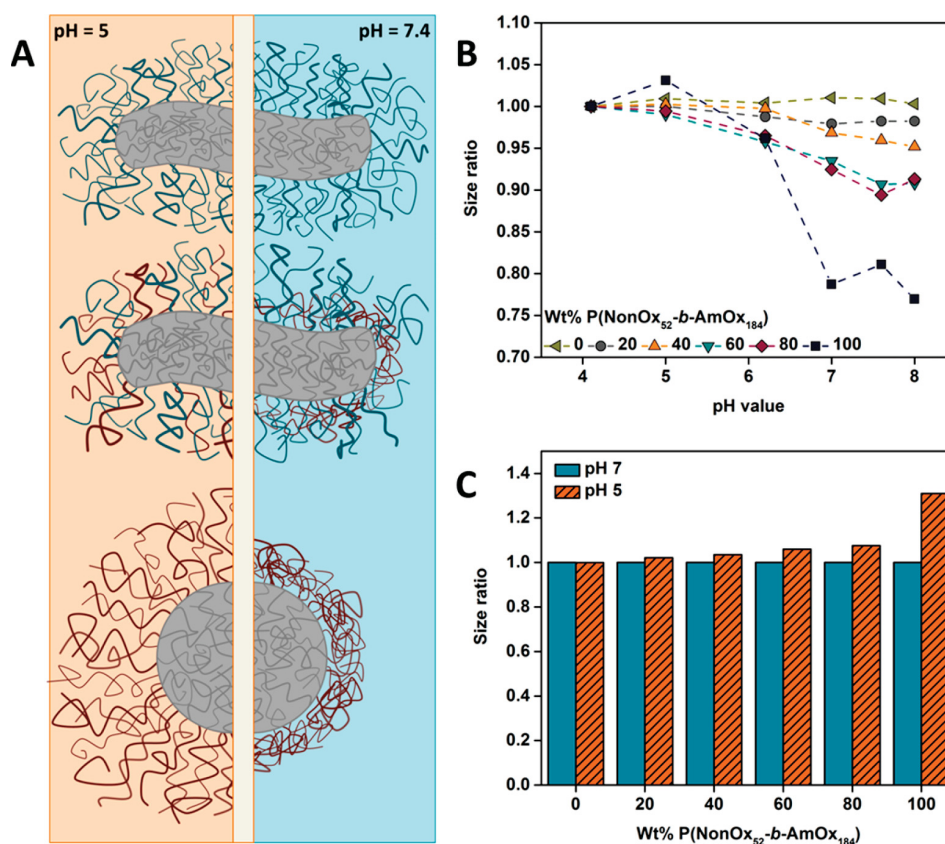 A
pH = 5
pH = 7.4
B
1.10
1.05
1.00
0.95
0.90
0.85
0.80
0.75
0.70
Size ratio
Wt% P(NonOx52-b-AmOx184)
0 20 40 60 80 100
4 5 6 7 8
pH value
C
pH 7
pH 5
1.4
1.2
1.0
0.8
0.6
0.4
0.2
0.0
Size ratio
0 20 40 60 80 100
Wt% P(NonOx52-b-AmOx184)